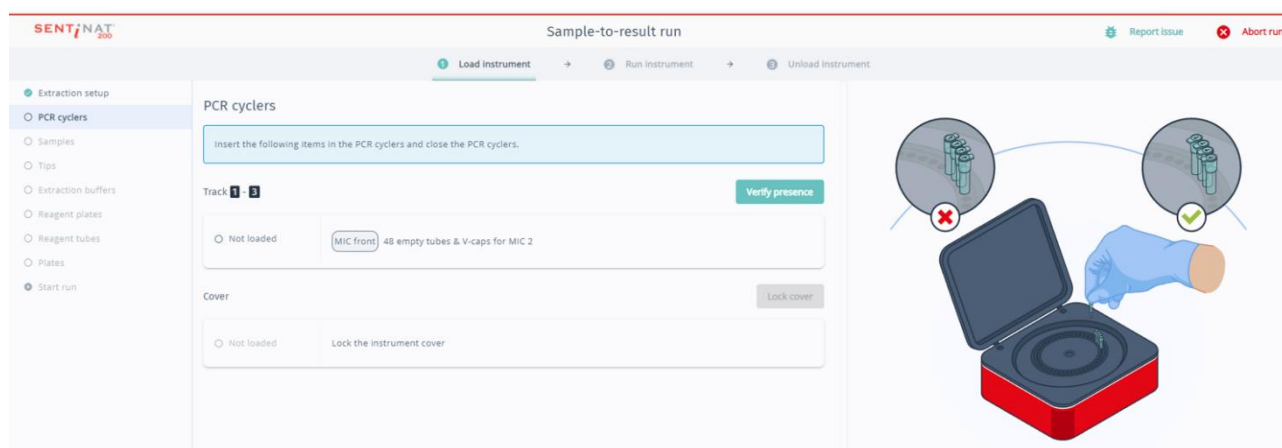 SENTiNAT 200
Sample-to-result run
Report issue
Abort run
1 Load instrument → 2 Run instrument → 3 Unload instrument
Extraction setup
PCR cyclers
Samples
Tips
Extraction buffers
Reagent plates
Reagent tubes
Plates
Start run
PCR cyclers
Insert the following items in the PCR cyclers and close the PCR cyclers.
Track 1 - 3
Verify presence
Not loaded
MIC front 48 empty tubes & V-caps for MIC 2
Cover
Lock cover
Not loaded
Lock the instrument cover